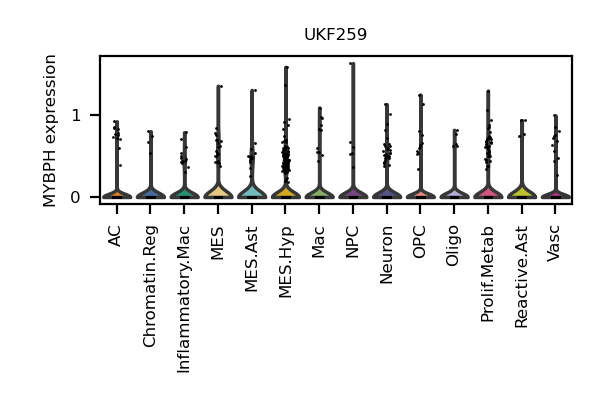 UKF259
MYBPH expression
1
0
AC
Chromatin.Reg
Inflammatory.Mac
MES
MES.Ast
MES.Hyp
Mac
NPC
Neuron
OPC
Oligo
Prolif.Metab
Reactive.Ast
Vasc